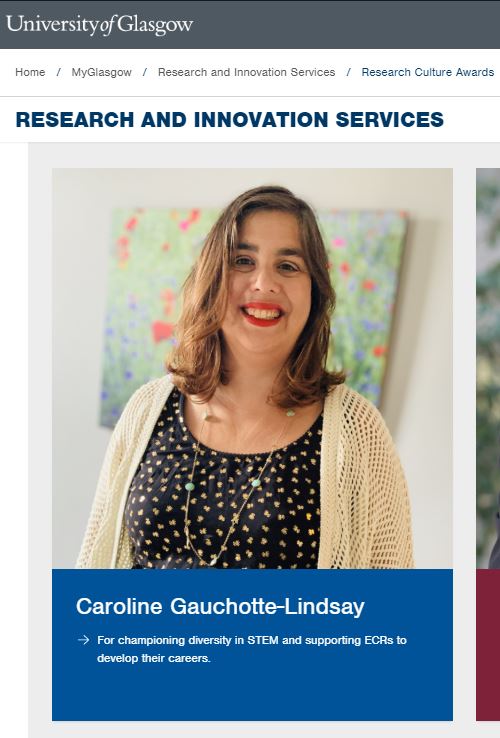 University of Glasgow
Home / MyGlasgow / Research and Innovation Services / Research Culture Awards
RESEARCH AND INNOVATION SERVICES
Caroline Gauchotte-Lindsay
→ For championing diversity in STEM and supporting ECRs to
develop their careers.